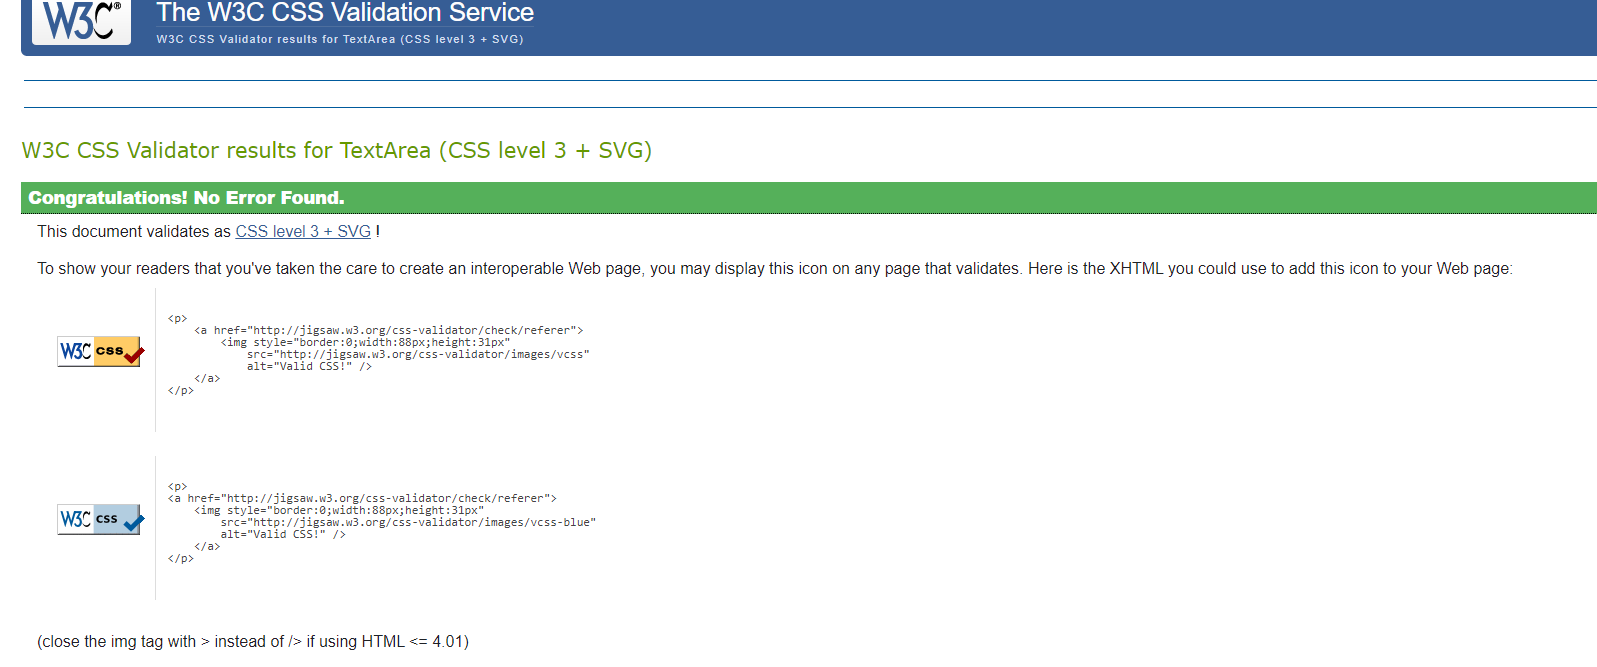 W3C®
The W3C CSS Validation Service
W3C CSS Validator results for TextArea (CSS level 3 + SVG)
W3C CSS Validator results for TextArea (CSS level 3 + SVG)
Congratulations! No Error Found.
This document validates as CSS level 3 + SVG !
To show your readers that you've taken the care to create an interoperable Web page, you may display this icon on any page that validates. Here is the XHTML you could use to add this icon to your Web page:
W3C css
<p>
    <a href="http://jigsaw.w3.org/css-validator/check/referer">
        <img style="border:0;width:88px;height:31px"
            src="http://jigsaw.w3.org/css-validator/images/vcss"
            alt="Valid CSS!" />
    </a>
</p>
W3C css
<p>
<a href="http://jigsaw.w3.org/css-validator/check/referer">
    <img style="border:0;width:88px;height:31px"
        src="http://jigsaw.w3.org/css-validator/images/vcss-blue"
        alt="Valid CSS!" />
    </a>
</p>
(close the img tag with > instead of /> if using HTML <= 4.01)